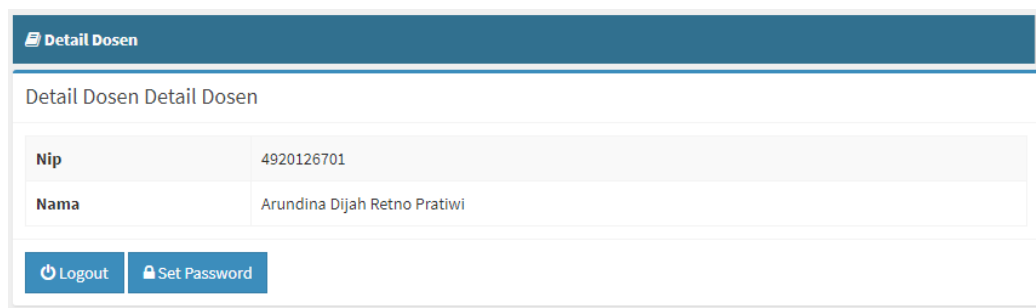 Detail Dosen
Detail Dosen Detail Dosen
Nip 4920126701
Nama Arundina Dijah Retno Pratiwi
Logout Set Password